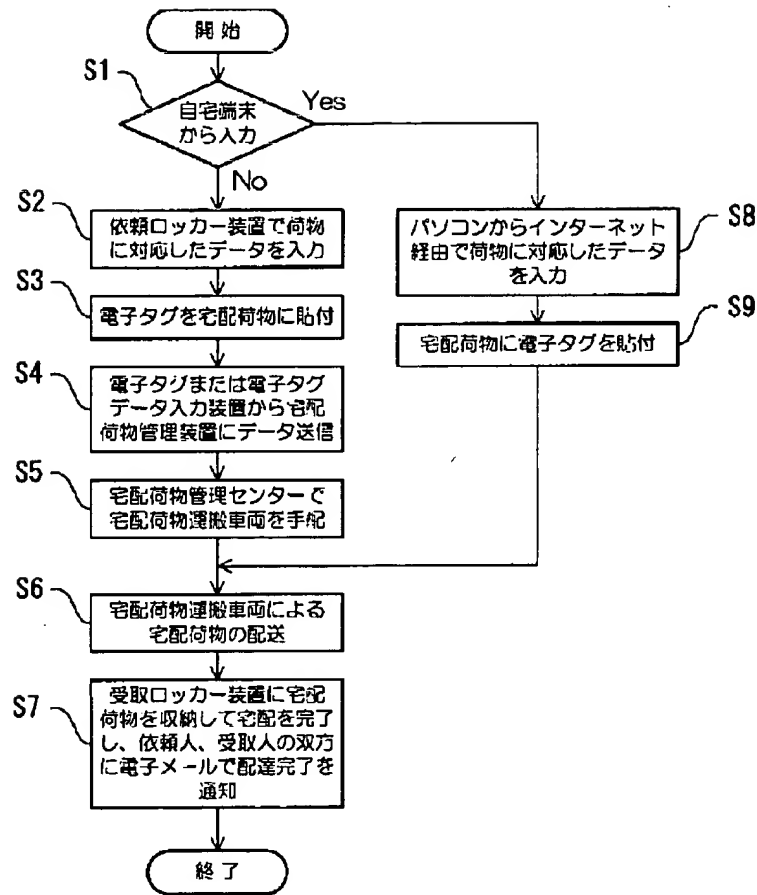 開始
S1
自宅端末
から入力
Yes
No
S2
依頼ロッカー装置で荷物
に対応したデータを入力
S3
電子タグを宅配荷物に貼付
S4
電子タグまたは電子タグ
データ入力装置から宅配
荷物管理装置にデータ送信
S5
宅配荷物管理センターで
宅配荷物運搬車両を手配
S8
パソコンからインターネット
経由で荷物に対応したデータ
を入力
S9
宅配荷物に電子タグを貼付
S6
宅配荷物運搬車両による
宅配荷物の配送
S7
受取ロッカー装置に宅配
荷物を収納して宅配を完了
し、依頼人、受取人の双方
に電子メールで配達完了を
通知
終了